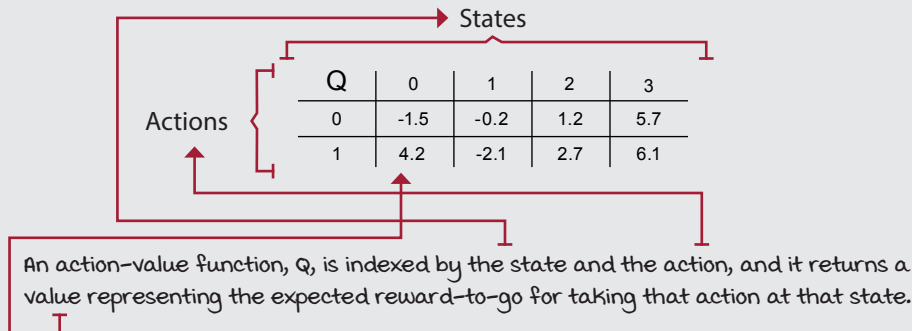 States
Q 0 1 2 3
Actions
0 -1.5 -0.2 1.2 5.7
1 4.2 -2.1 2.7 6.1
An action-value function, Q, is indexed by the state and the action, and it returns a
value representing the expected reward-to-go for taking that action at that state.